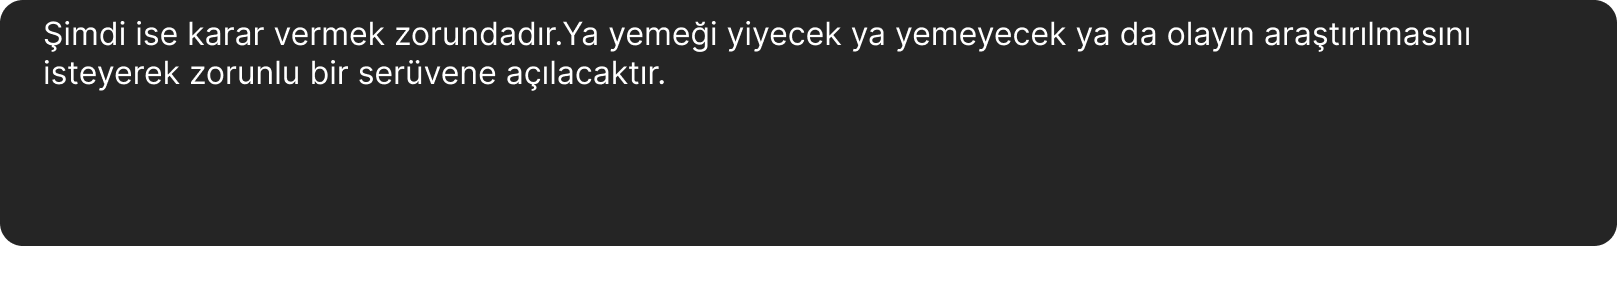 Şimdi ise karar vermek zorundadır.Ya yemeği yiyecek ya yemeyecek ya da olayın araştırılmasını
isteyerek zorunlu bir serüvene açılacaktır.